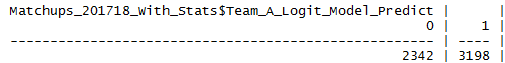 Matchups_201718_With_Stats$Team_A_Logit_Model_Predict | |
0 | 1 |
------------------------------------------------------ | ---- |
2342 | 3198 |